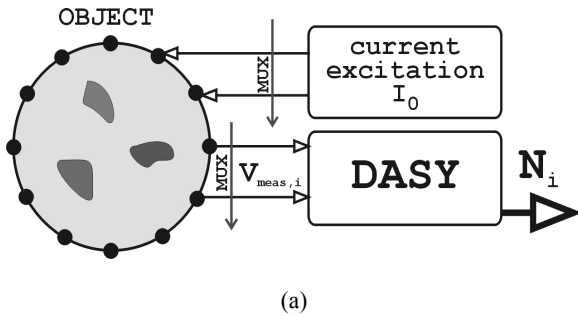 OBJECT
MUX
current
excitation
I0
MUX
Vmeas,i
DASY
Ni
(a)